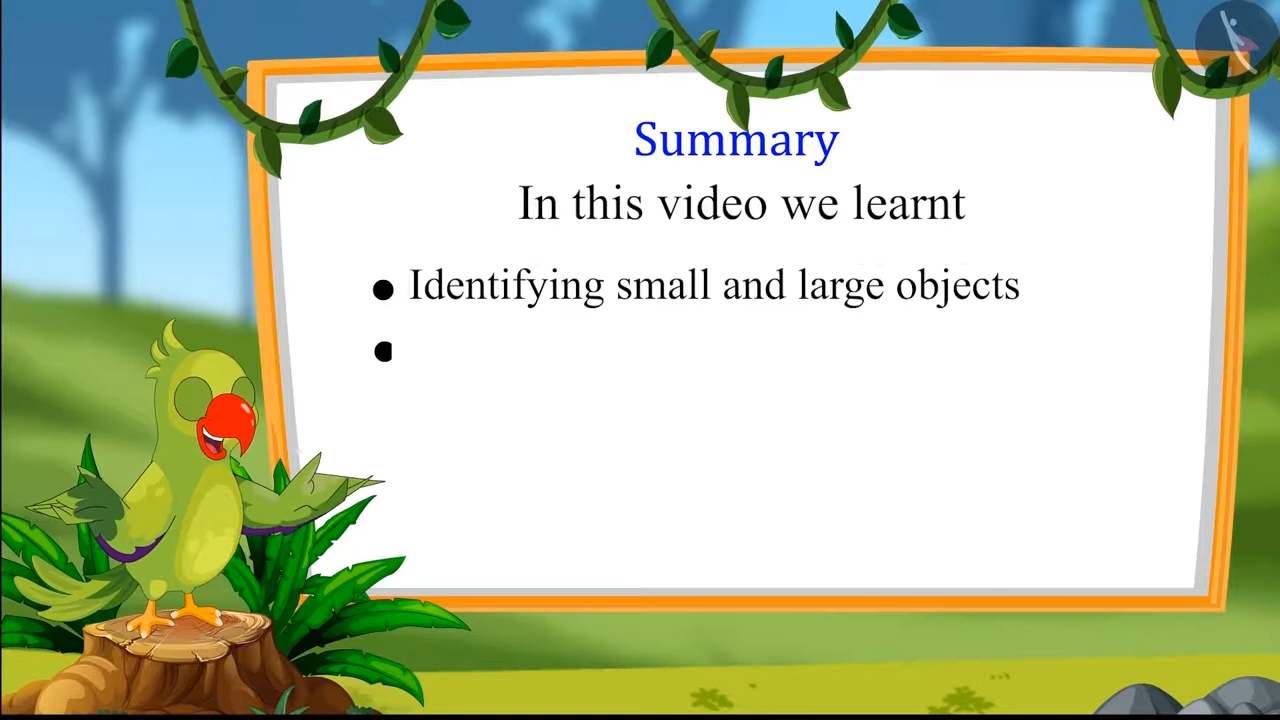 Summary
In this video we learnt
● Identifying small and large objects
●